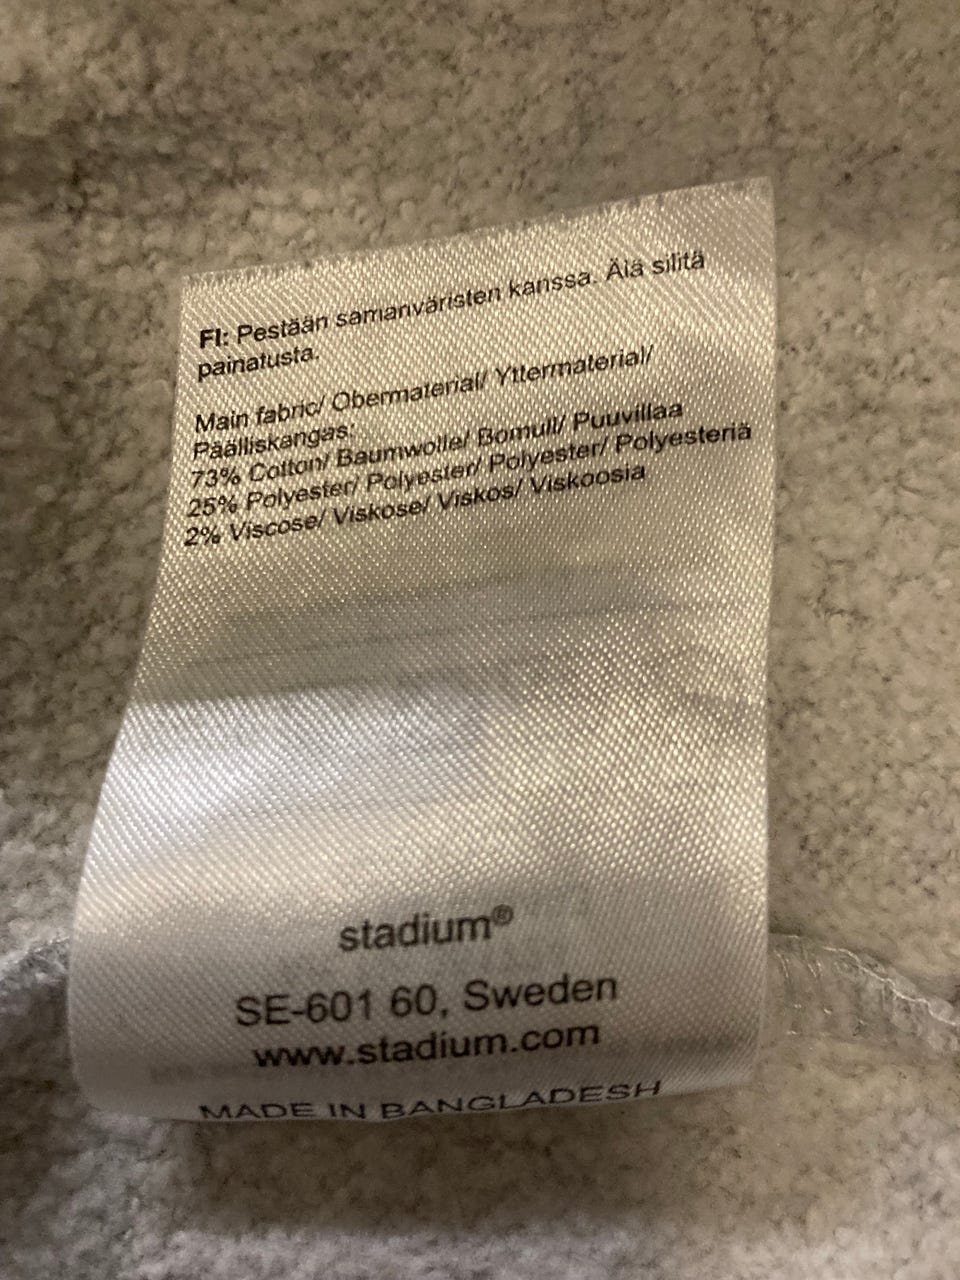 FI: Pestään samanväristen kanssa. Älä silitä
painatusta.
Main fabric/ Obermaterial/ Yttermaterial/
Päälliskangas:
73% Cotton/ Baumwolle/ Bomull/ Puuvillaa
25% Polyester/ Polyester/ Polyester/ Polyesteriä
2% Viscose/ Viskose/ Viskos/ Viskoosia
stadium®
SE-601 60, Sweden
www.stadium.com
MADE IN BANGLADESH